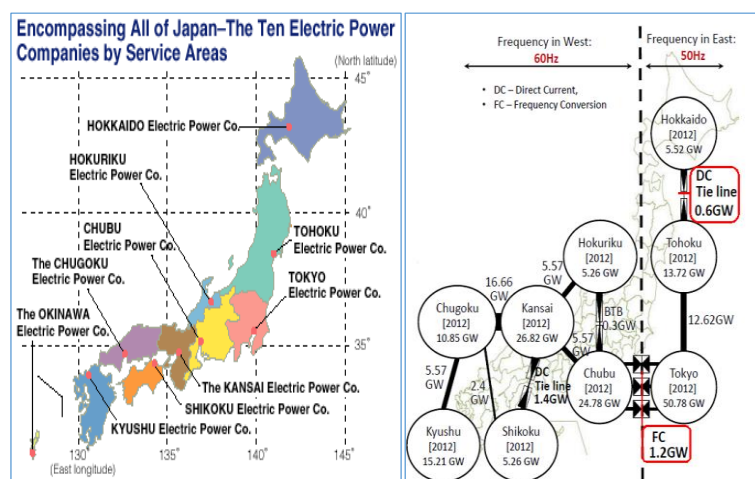 Encompassing All of Japan–The Ten Electric Power
Companies by Service Areas
(North latitude)
45°
HOKKAIDO Electric Power Co.
HOKURIKU
Electric Power Co.
40°
CHUBU
Electric Power Co.
TOHOKU
Electric Power Co.
The CHUGOKU
Electric Power Co.
TOKYO
Electric Power Co.
The OKINAWA
Electric Power Co.
35°
The KANSAI Electric Power Co.
SHIKOKU Electric Power Co.
KYUSHU Electric Power Co.
130° 135° 140° 145°
(East longitude)
Frequency in West:
60Hz
Frequency in East:
50Hz
• DC – Direct Current,
• FC – Frequency Conversion
Hokkaido
[2012]
5.52 GW
DC
Tie line
0.6GW
Hokuriku
[2012]
5.26 GW
Tohoku
[2012]
13.72 GW
5.57
GW
16.66
GW
Chugoku
[2012]
10.85 GW
Kansai
[2012]
26.82 GW
BTB
0.3GW
12.62GW
5.57
GW
Chubu
[2012]
24.78 GW
Tokyo
[2012]
50.78 GW
5.57
GW
2.4
GW
DC
Tie line
1.4GW
Kyushu
[2012]
15.21 GW
Shikoku
[2012]
5.26 GW
FC
1.2GW